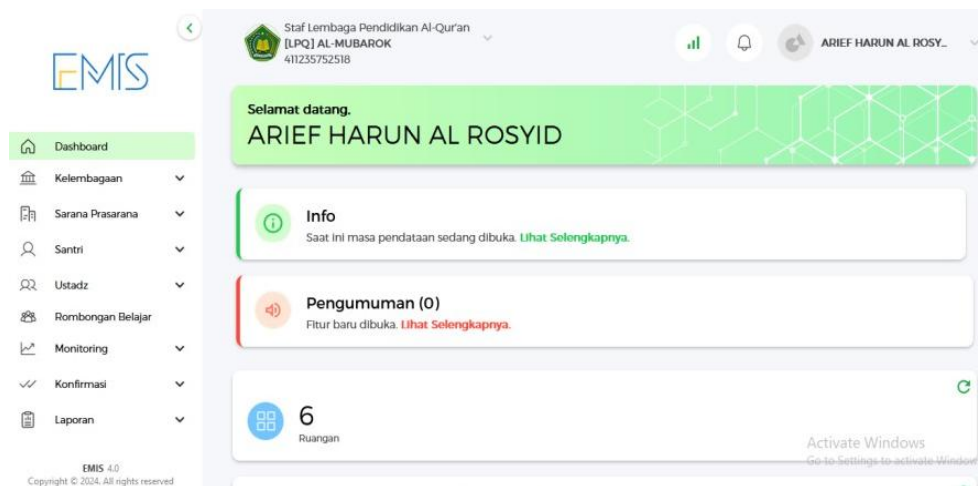 EMIS
Dashboard
Kelembagaan
Sarana Prasarana
Santri
Ustadz
Rombongan Belajar
Monitoring
Konfirmasi
Laporan
EMIS 4.0
Copyright © 2024, All rights reserved
Staf Lembaga Pendidikan Al-Qur'an
[LPQ] AL-MUBAROK
411235752518
ARIEF HARUN AL ROSY...
Selamat datang,
ARIEF HARUN AL ROSYID
Info
Saat ini masa pendataan sedang dibuka. Lihat Selengkapnya.
Pengumuman (0)
Fitur baru dibuka. Lihat Selengkapnya.
6
Ruangan
Activate Windows
Go to Settings to activate Window